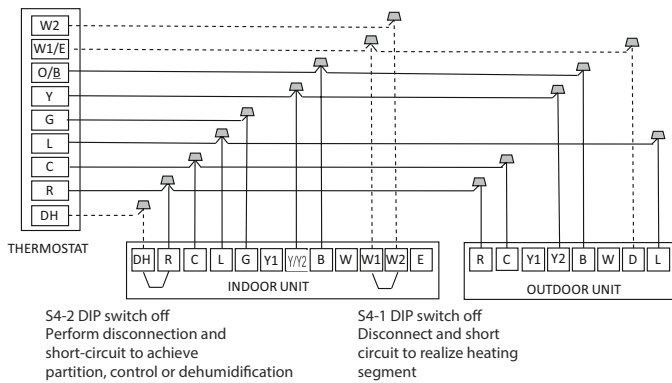 W2
W1/E
O/B
Y
G
L
C
R
DH
THERMOSTAT
DH R C L G Y1 Y/Y2 B W W1 W2 E
INDOOR UNIT
R C Y1 Y2 B W D L
OUTDOOR UNIT
S4-2 DIP switch off
Perform disconnection and
short-circuit to achieve
partition, control or dehumidification
S4-1 DIP switch off
Disconnect and short
circuit to realize heating
segment